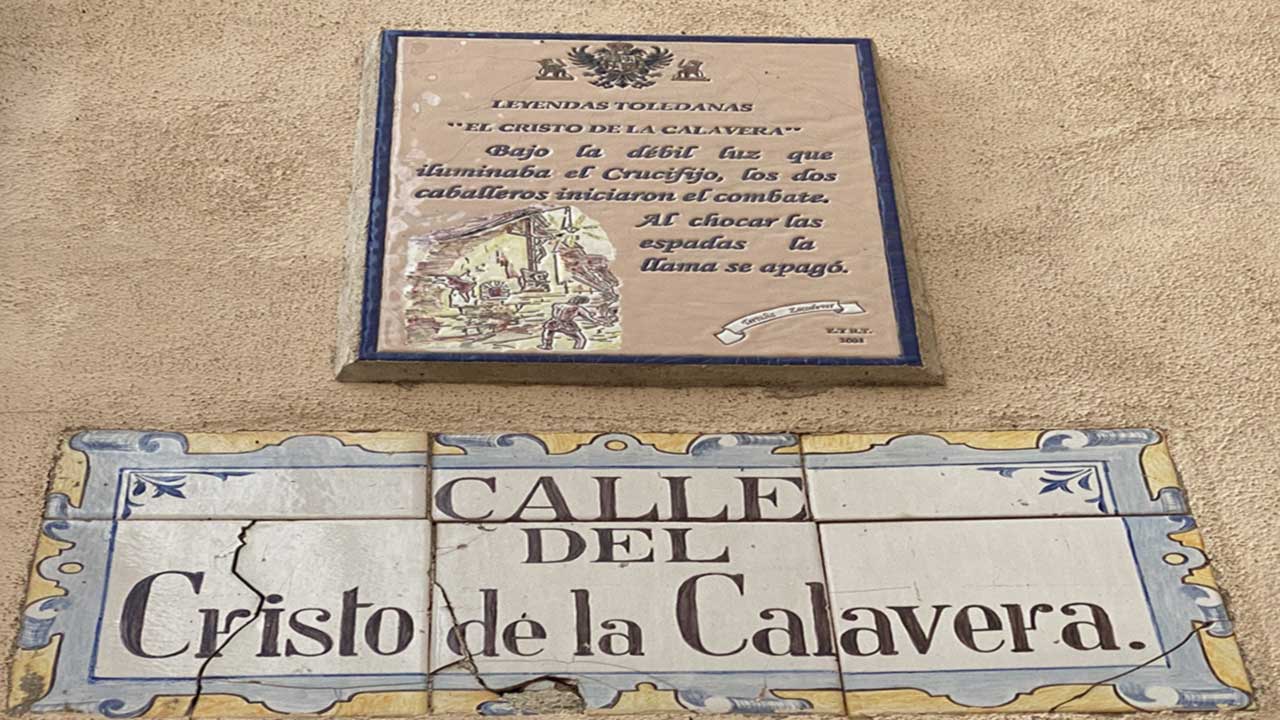 LEYENDAS TOLEDANAS
"EL CRISTO DE LA CALAVERA"
Bajo la débil luz que
iluminaba el Crucifijo, los dos
caballeros iniciaron el combate.
Al chocar las
espadas la
llama se apagó.
CALLE
DEL
Cristo de la Calavera.